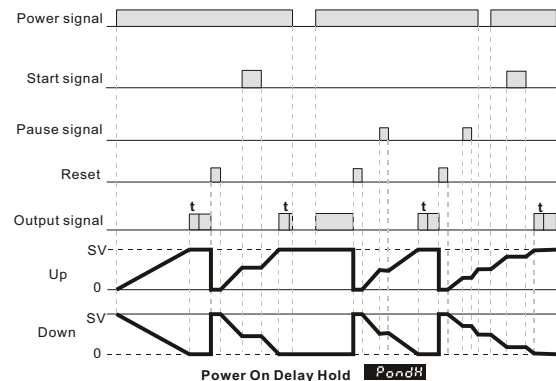 Power signal
Start signal
Pause signal
Reset
t t t t
Output signal
SV
Up
0
SV
Down
0
Power On Delay Hold PondH